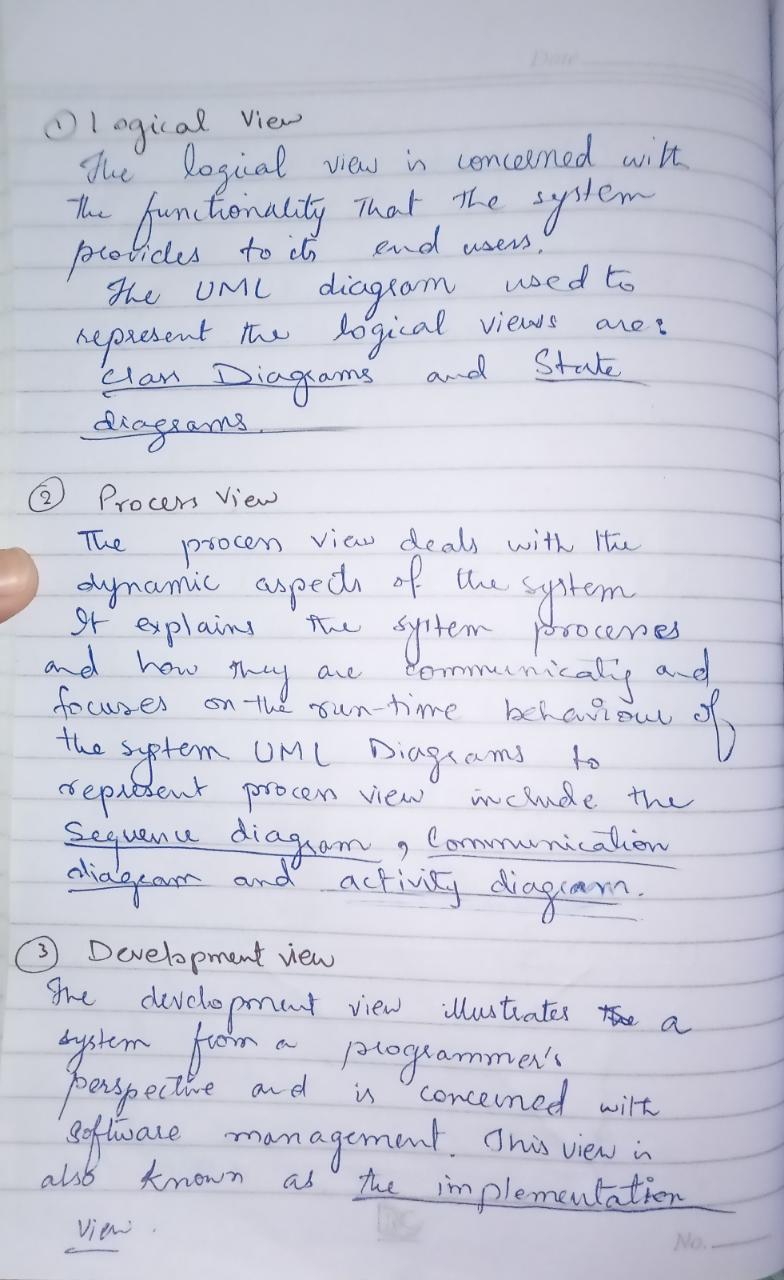 Date
① Logical View
The logical view is concerned with
the functionality that the system
provides to its end users.
The UML diagram used to
represent the logical views are:
Class Diagrams and State
diagrams.
② Process View
The process view deals with the
dynamic aspects of the system
It explains the system processes
and how they are communicatig and
focuses on the run-time behaviour of
the system UML Diagrams to
represent process view include the
Sequence diagram, Communication
diagram and activity diagram.
③ Development view
The development view illustrates a
system from a programmer's
perspective and is concerned with
software management. This view is
also known as the implementation
View.
No.